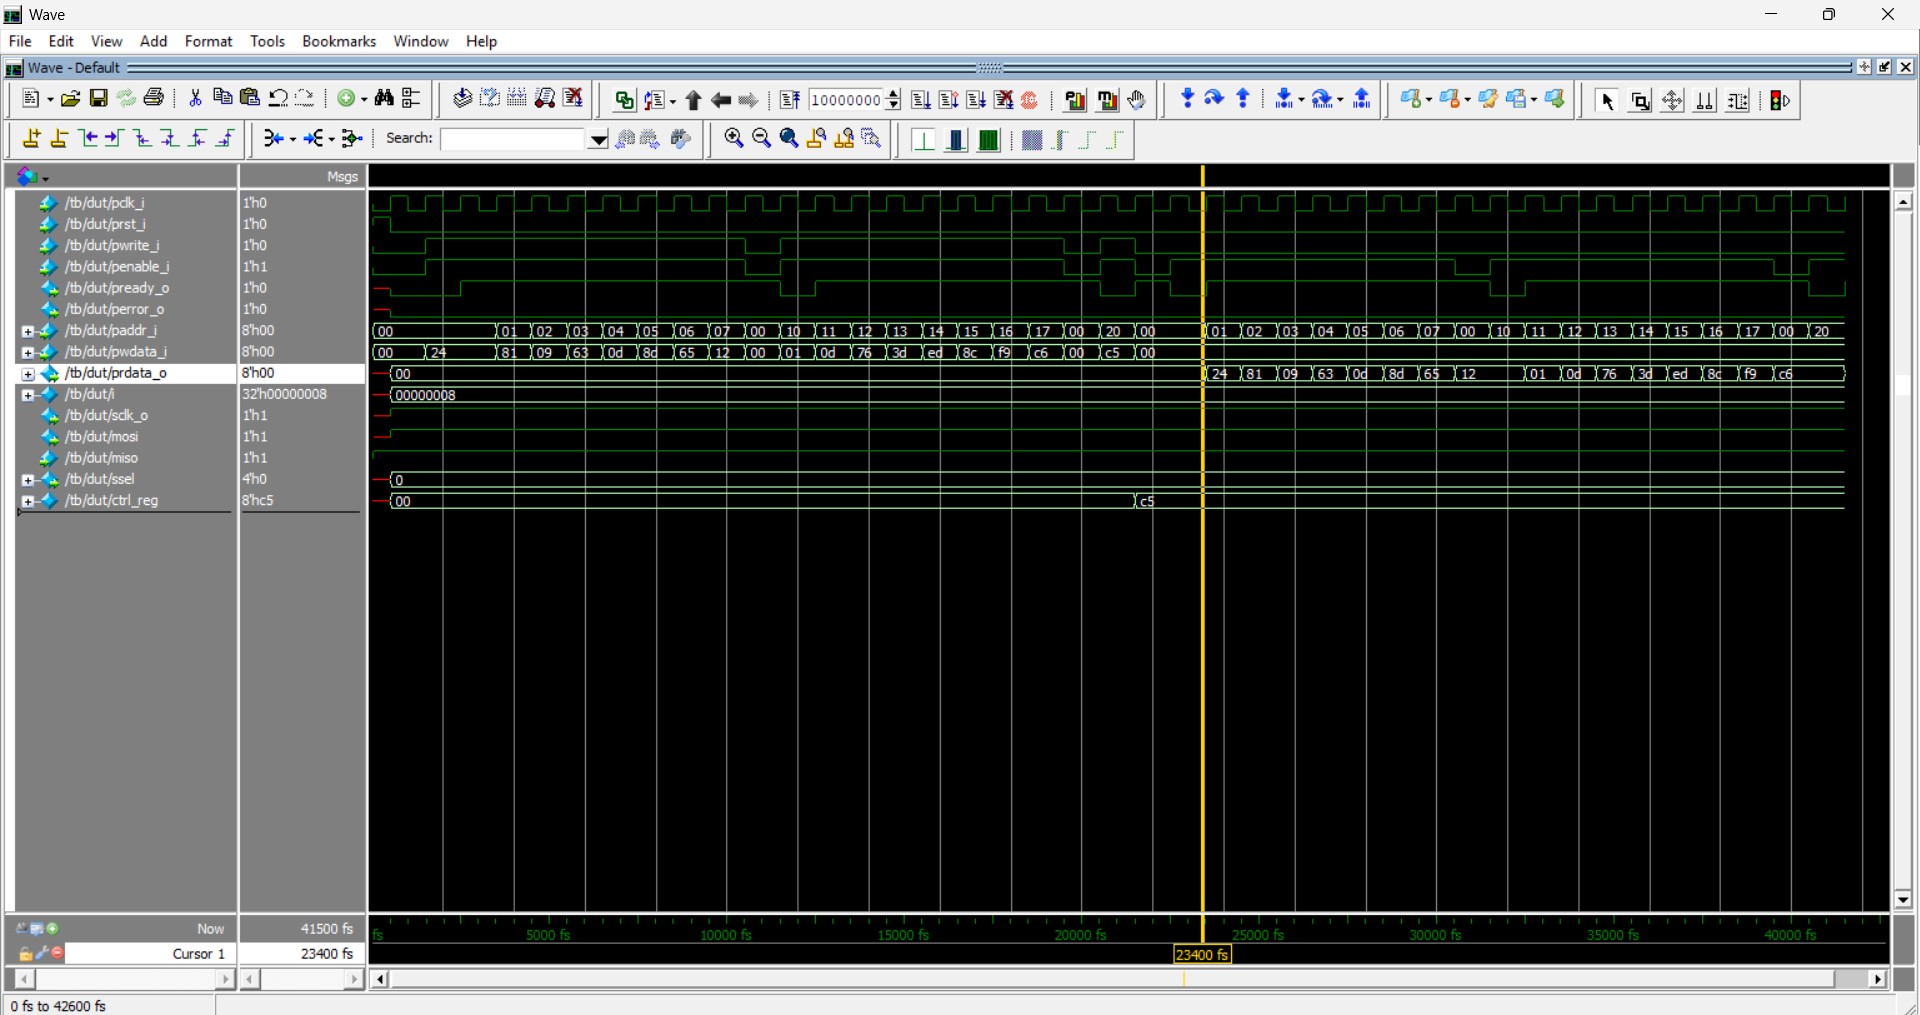 Wave
File Edit View Add Format Tools Bookmarks Window Help
Wave - Default
10000000
Search:
Msgs
/tb/dut/pclk_i 1'h0
/tb/dut/prst_i 1'h0
/tb/dut/pwrite_i 1'h0
/tb/dut/penable_i 1'h1
/tb/dut/pready_o 1'h0
/tb/dut/perror_o 1'h0
/tb/dut/paddr_i 8'h00 00 01 02 03 04 05 06 07 00 10 11 12 13 14 15 16 17 00 20 00 01 02 03 04 05 06 07 00 10 11 12 13 14 15 16 17 00 20
/tb/dut/pwdata_i 8'h00 00 24 81 09 63 0d 8d 65 12 00 01 0d 76 3d ed 8c f9 c6 00 c5 00
/tb/dut/prdata_o 8'h00 00 24 81 09 63 0d 8d 65 12 01 0d 76 3d ed 8c f9 c6
/tb/dut/i 32'h00000008 00000008
/tb/dut/sclk_o 1'h1
/tb/dut/mosi 1'h1
/tb/dut/miso 1'h1
/tb/dut/ssel 4'h0 0
/tb/dut/ctrl_reg 8'hc5 00 c5
Now 41500 fs fs 5000 fs 10000 fs 15000 fs 20000 fs 25000 fs 30000 fs 35000 fs 40000 fs
Cursor 1 23400 fs 23400 fs
0 fs to 42600 fs